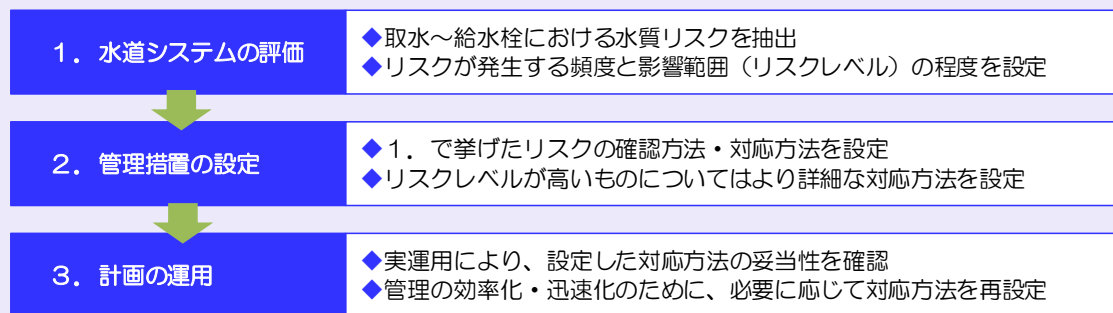 １．水道システムの評価
◆取水～給水栓における水質リスクを抽出
◆リスクが発生する頻度と影響範囲（リスクレベル）の程度を設定
２．管理措置の設定
◆１．で挙げたリスクの確認方法・対応方法を設定
◆リスクレベルが高いものについてはより詳細な対応方法を設定
３．計画の運用
◆実運用により、設定した対応方法の妥当性を確認
◆管理の効率化・迅速化のために、必要に応じて対応方法を再設定